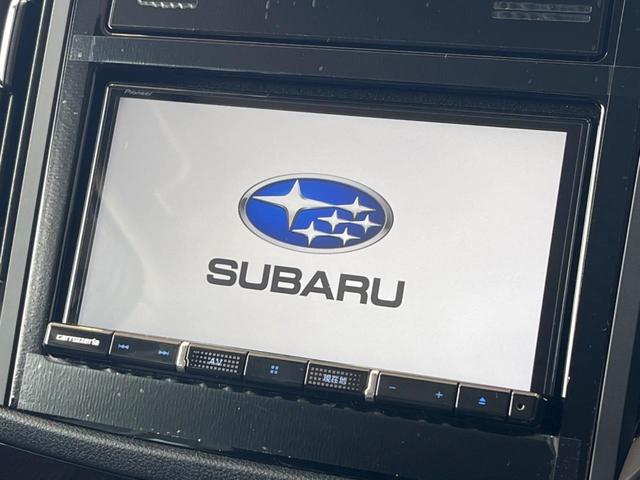 Pioneer
SUBARU
carrozzeria
AV
現在地